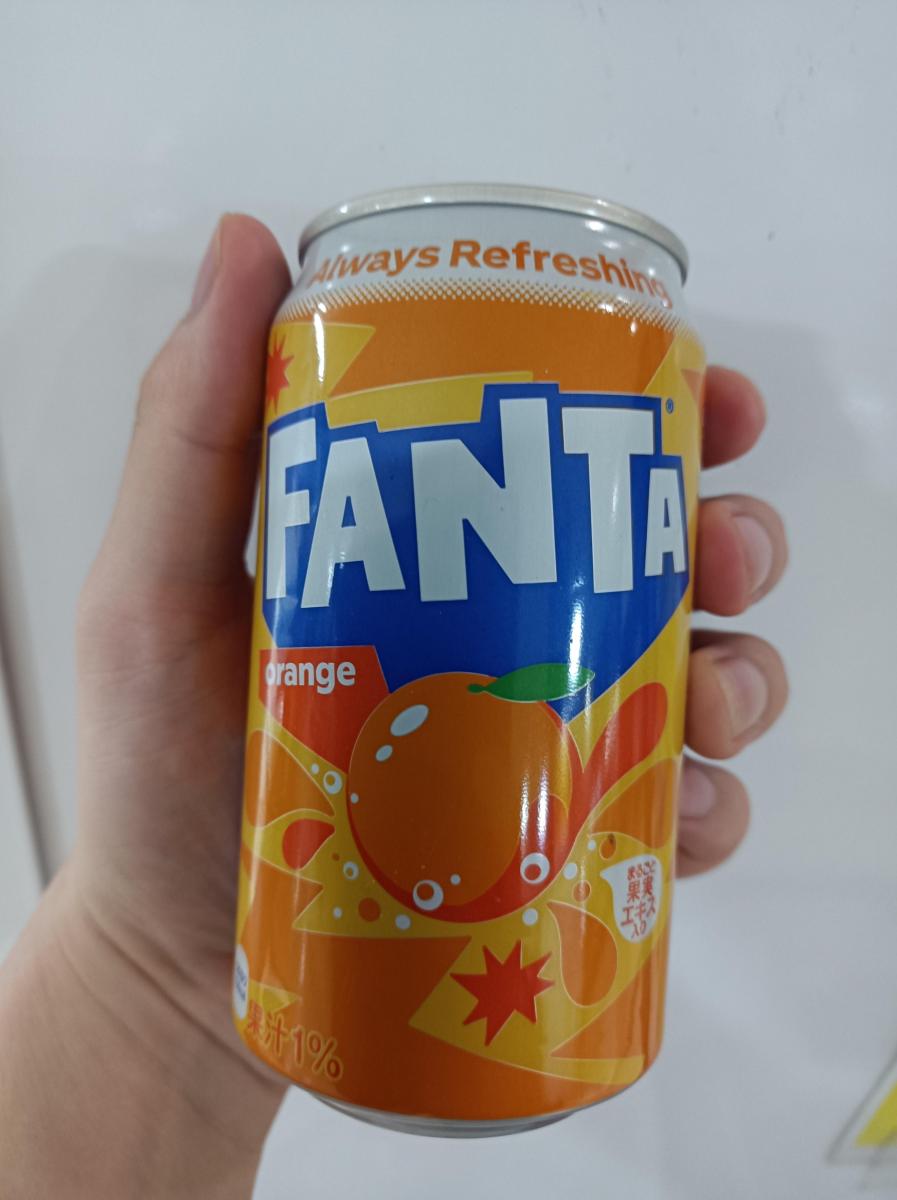 Always Refreshing
FANTA®
orange
まるごと
果実
エキス
入り
果汁1%